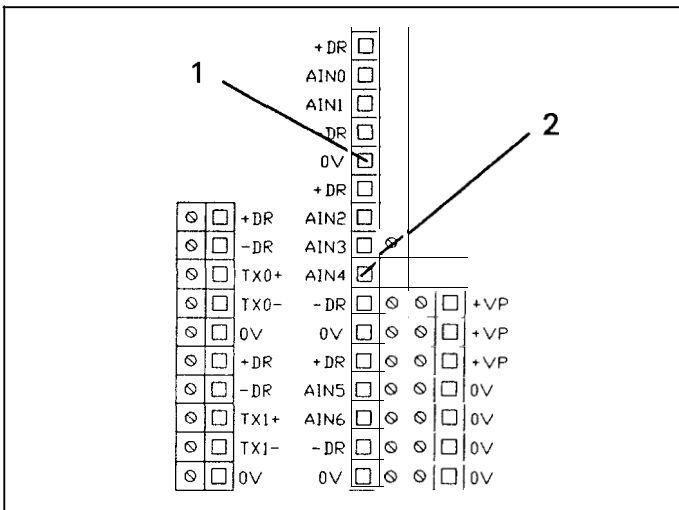 +DR
1
AIN0
AIN1
DR
2
0V
+DR
+DR AIN2
-DR AIN3
TX0+ AIN4
TX0- -DR +VP
0V 0V +VP
+DR +DR +VP
-DR AIN5 0V
TX1+ AIN6 0V
TX1- -DR 0V
0V 0V 0V